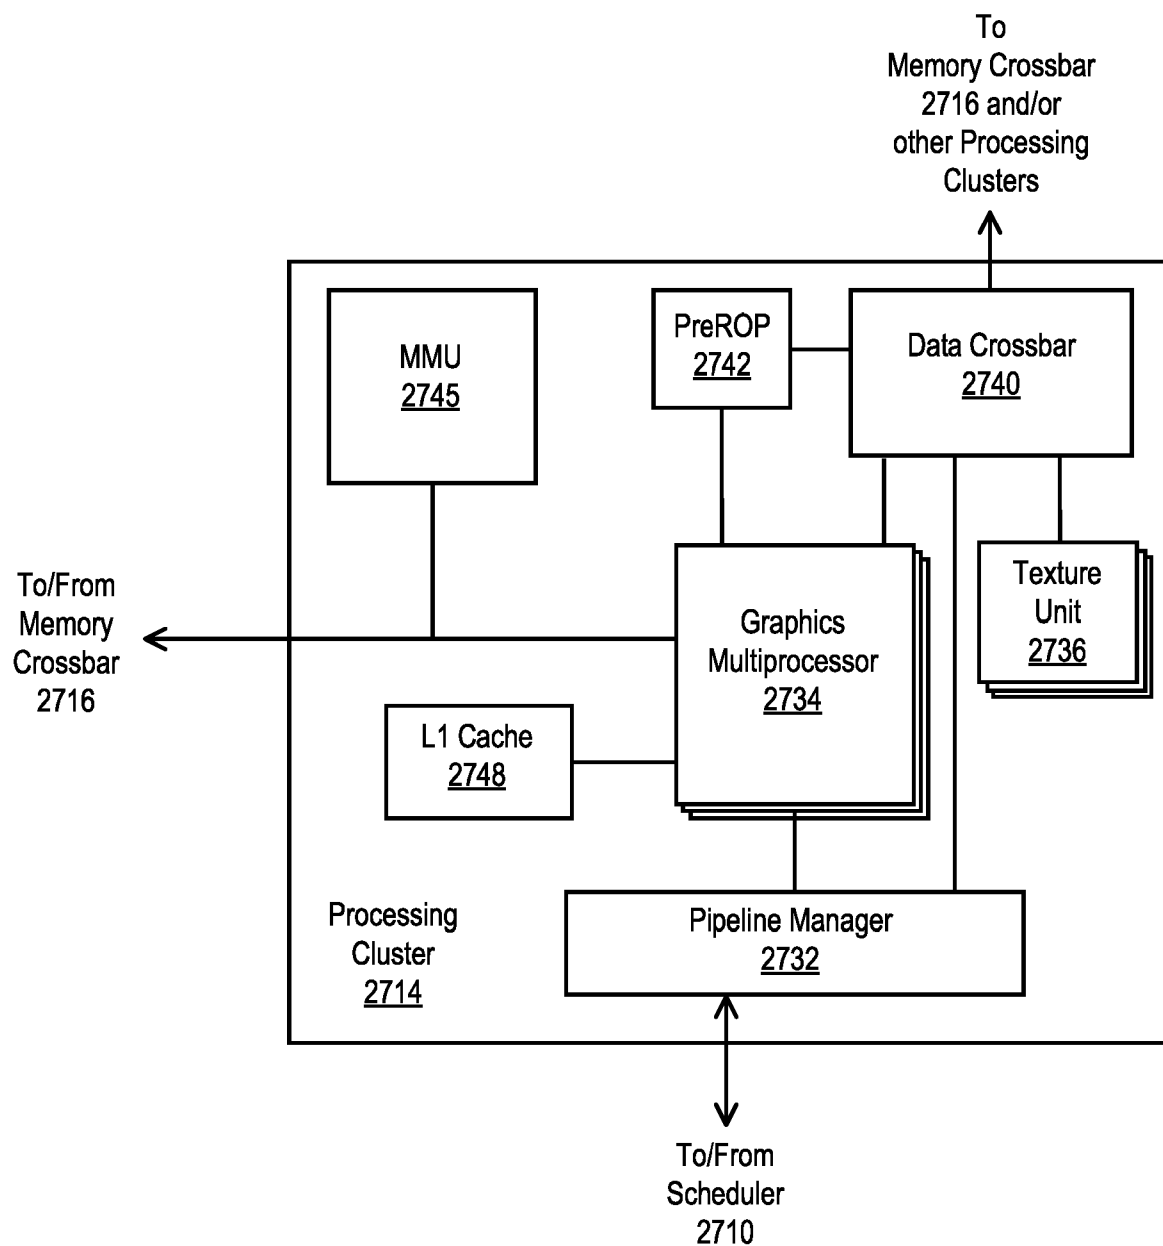 To
Memory Crossbar
2716 and/or
other Processing
Clusters
MMU
2745
PreROP
2742
Data Crossbar
2740
To/From
Memory
Crossbar
2716
Graphics
Multiprocessor
2734
Texture
Unit
2736
L1 Cache
2748
Processing
Cluster
2714
Pipeline Manager
2732
To/From
Scheduler
2710